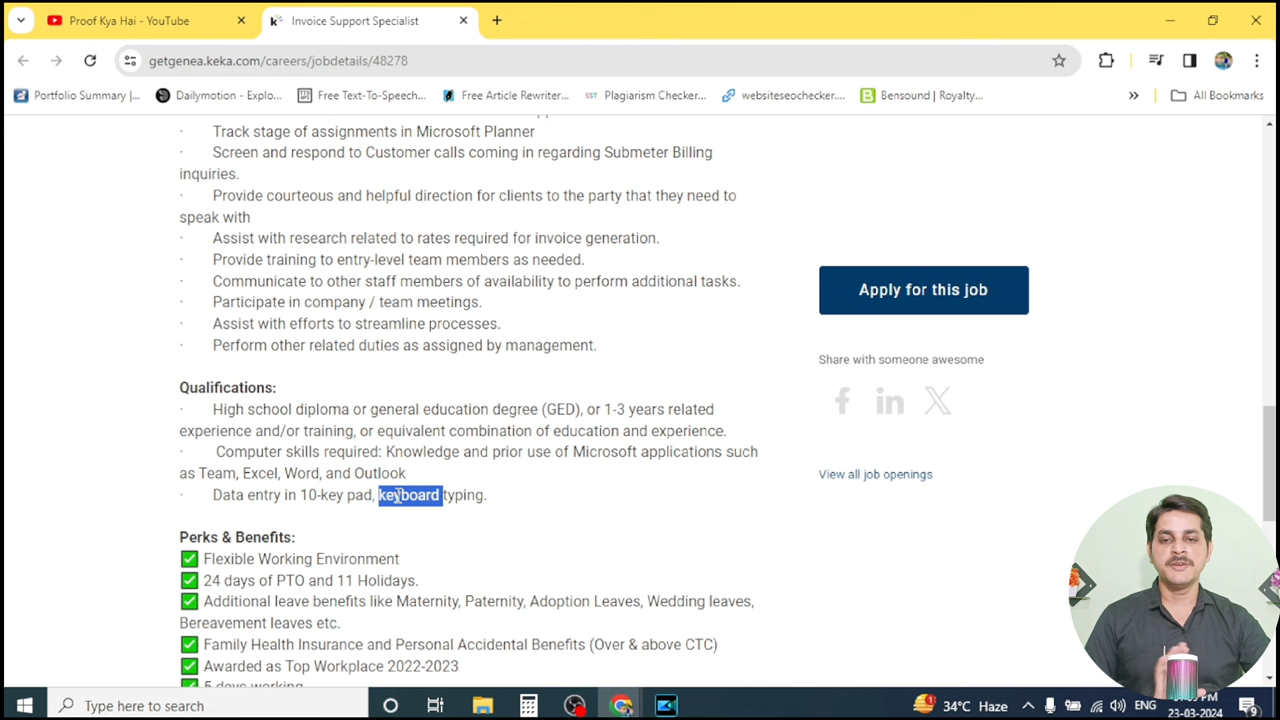 Proof Kya Hai - YouTube
Invoice Support Specialist
getgenea.keka.com/careers/jobdetails/48278
Portfolio Summary |...
Dailymotion - Explo...
Free Text-To-Speech...
Free Article Rewriter...
SST Plagiarism Checker...
websiteseochecker....
Bensound | Royalty...
All Bookmarks
· Track stage of assignments in Microsoft Planner
· Screen and respond to Customer calls coming in regarding Submeter Billing
inquiries.
· Provide courteous and helpful direction for clients to the party that they need to
speak with
· Assist with research related to rates required for invoice generation.
· Provide training to entry-level team members as needed.
· Communicate to other staff members of availability to perform additional tasks.
· Participate in company / team meetings.
· Assist with efforts to streamline processes.
· Perform other related duties as assigned by management.
Qualifications:
· High school diploma or general education degree (GED), or 1-3 years related
experience and/or training, or equivalent combination of education and experience.
· Computer skills required: Knowledge and prior use of Microsoft applications such
as Team, Excel, Word, and Outlook
· Data entry in 10-key pad, keyboard typing.
Perks & Benefits:
Flexible Working Environment
24 days of PTO and 11 Holidays.
Additional leave benefits like Maternity, Paternity, Adoption Leaves, Wedding leaves,
Bereavement leaves etc.
Family Health Insurance and Personal Accidental Benefits (Over & above CTC)
Awarded as Top Workplace 2022-2023
5 days working
Apply for this job
Share with someone awesome
View all job openings
Type here to search
34°C Haze
ENG
PM
23-03-2024
9